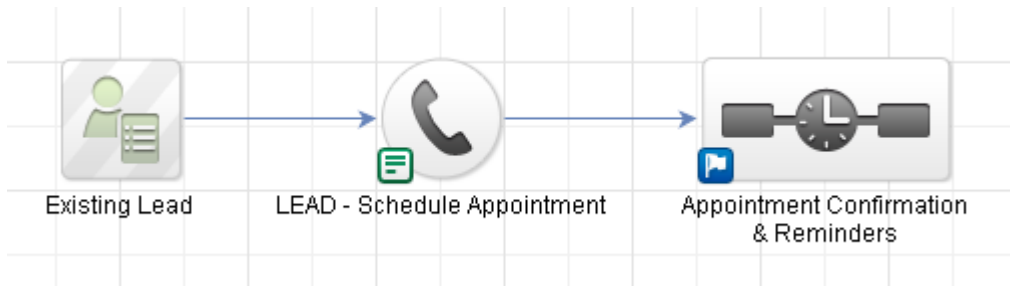 Existing Lead
LEAD - Schedule Appointment
Appointment Confirmation
& Reminders